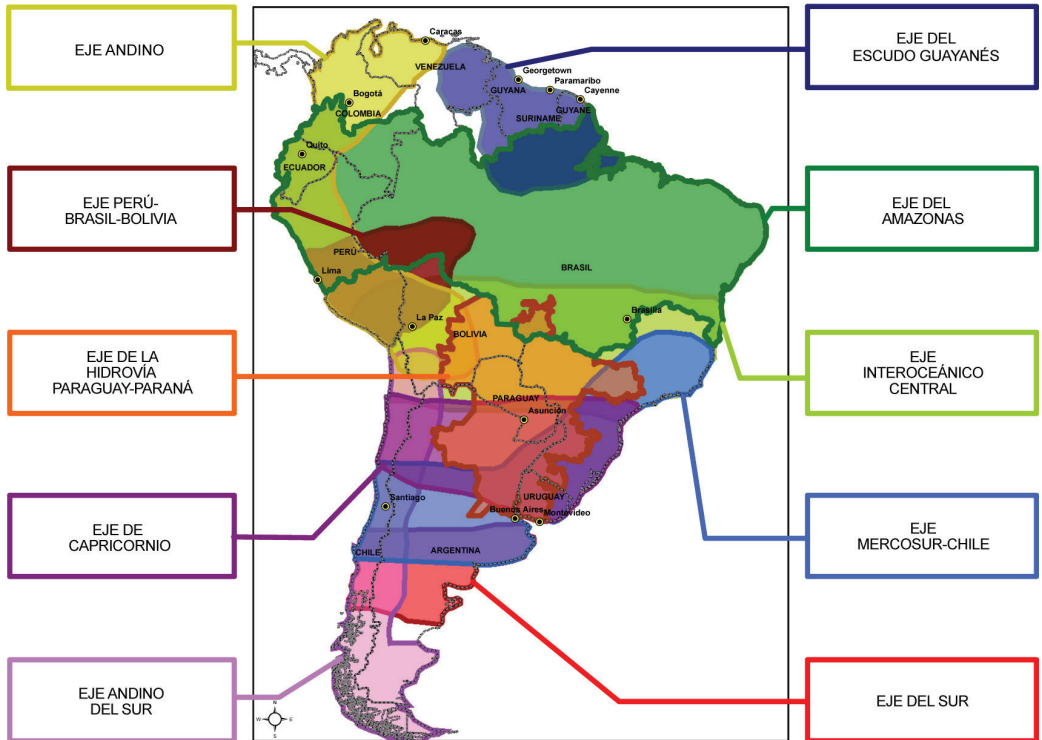 EJE ANDINO
EJE PERÚ-
BRASIL-BOLIVIA
EJE DE LA
HIDROVÍA
PARAGUAY-PARANÁ
EJE DE
CAPRICORNIO
EJE ANDINO
DEL SUR
Caracas
VENEZUELA
Georgetown
Paramaribo
GUYANA
Cayenne
Bogotá
GUYANE
COLOMBIA
SURINAME
Quito
ECUADOR
PERÚ
BRASIL
Lima
Brasilia
La Paz
BOLIVIA
PARAGUAY
Asunción
Santiago
URUGUAY
Buenos Aires
Montevideo
CHILE
ARGENTINA
N
W
E
S
EJE DEL
ESCUDO GUAYANÉS
EJE DEL
AMAZONAS
EJE
INTEROCEÁNICO
CENTRAL
EJE
MERCOSUR-CHILE
EJE DEL SUR